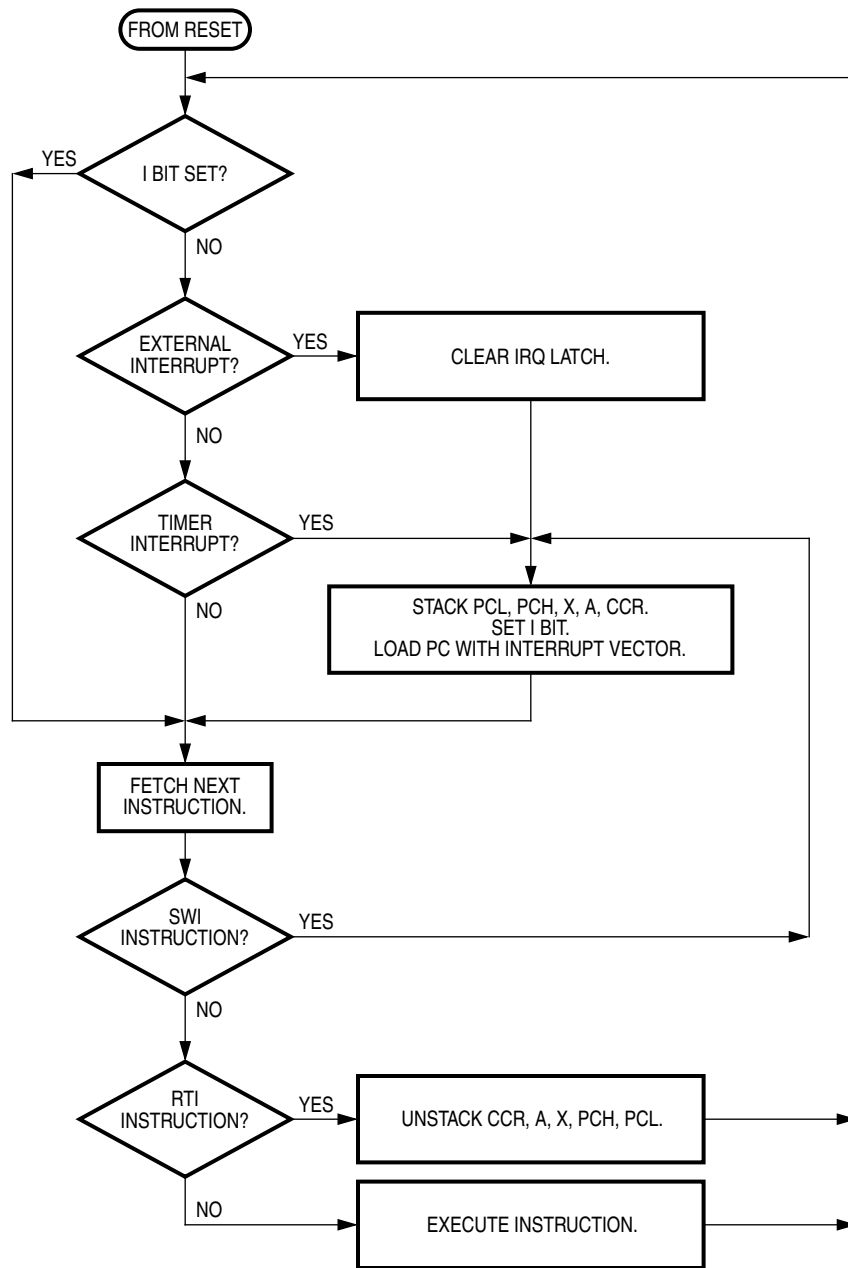 FROM RESET
YES
I BIT SET?
NO
EXTERNAL
INTERRUPT?
YES
CLEAR IRQ LATCH.
NO
TIMER
INTERRUPT?
YES
NO
STACK PCL, PCH, X, A, CCR.
SET I BIT.
LOAD PC WITH INTERRUPT VECTOR.
FETCH NEXT
INSTRUCTION.
SWI
INSTRUCTION?
YES
NO
RTI
INSTRUCTION?
YES
UNSTACK CCR, A, X, PCH, PCL.
NO
EXECUTE INSTRUCTION.